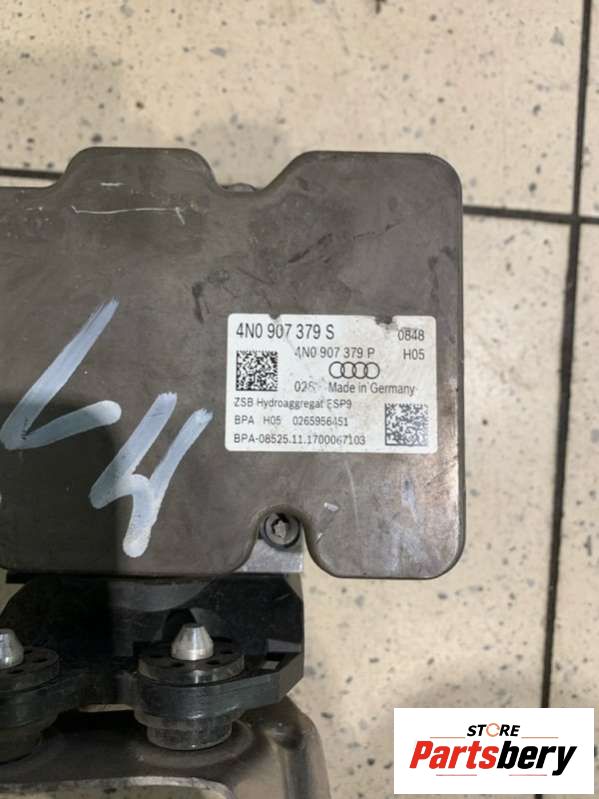 4N0 907 379 S 0848
4N0 907 379 P H05
Made in Germany
ZSB Hydroaggregat ESP9
BPA H05 0265956451
BPA-08525.11.1700067103
STORE
Partsbery